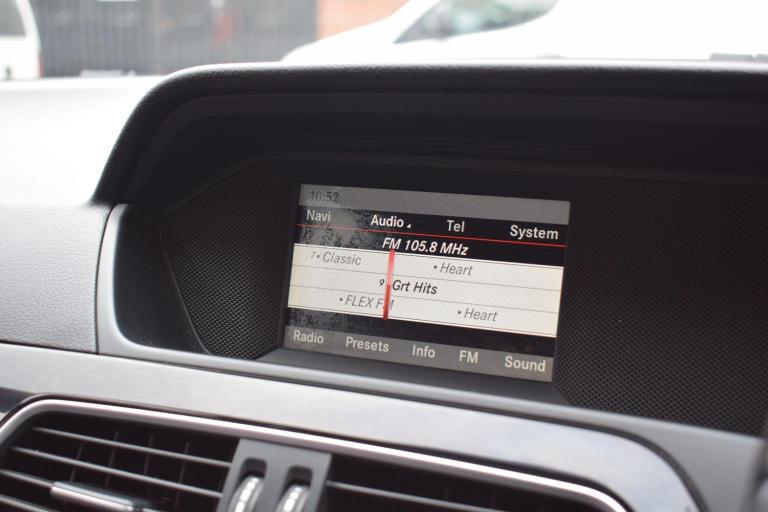 10:52
Navi Audio Tel System
FM 105.8 MHz
7 • Classic • Heart
9 Grt Hits
• FLEX FM • Heart
Radio Presets Info FM Sound